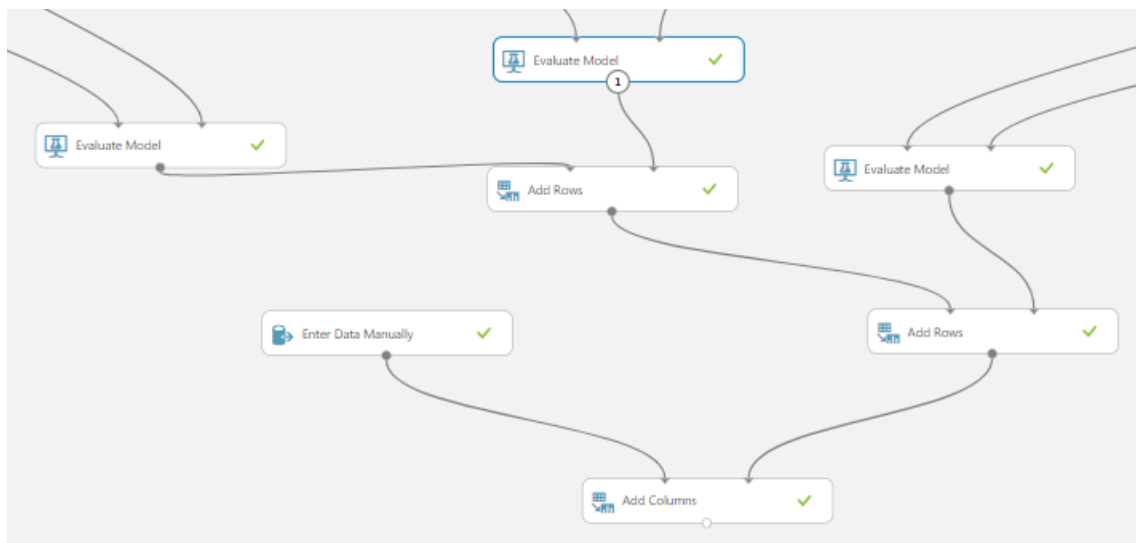 Evaluate Model
1
Evaluate Model
Evaluate Model
Add Rows
Enter Data Manually
Add Rows
Add Columns